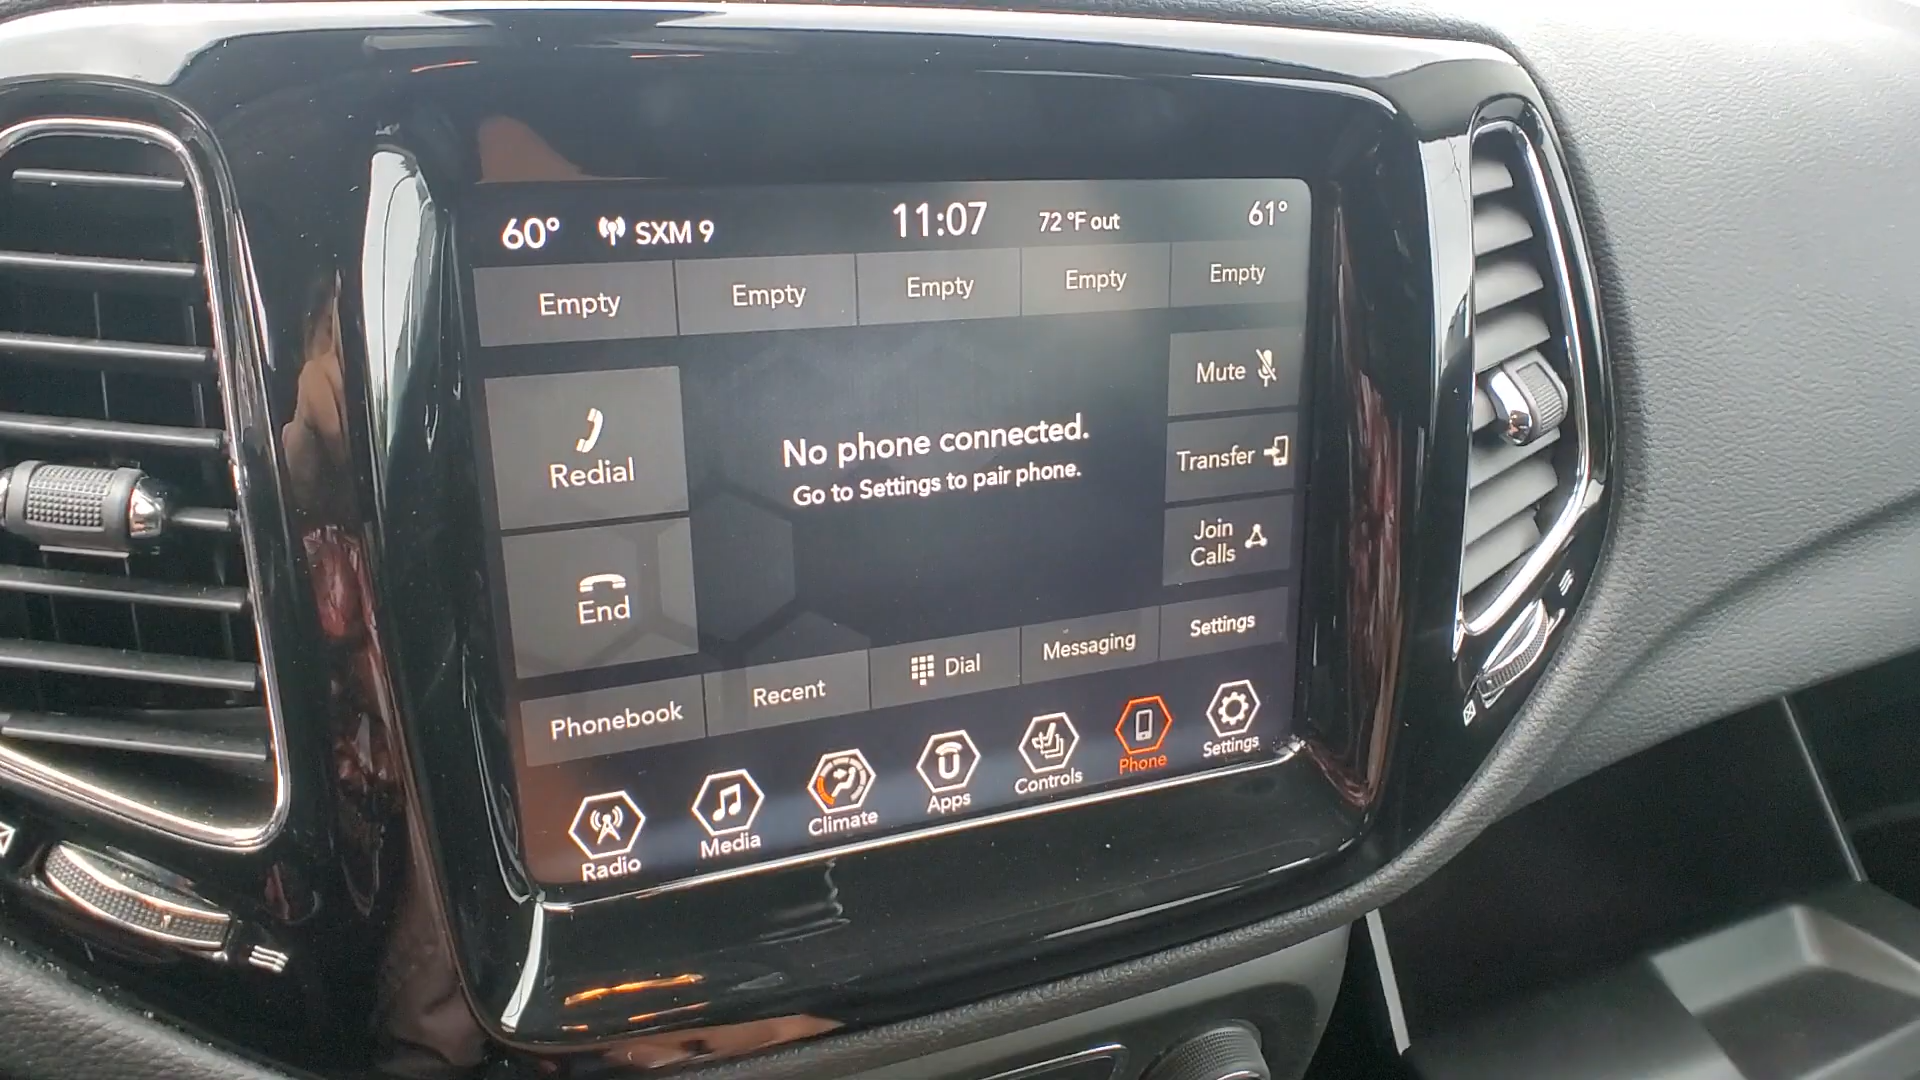 60° SXM 9 11:07 72 °F out 61°
Empty Empty Empty Empty Empty
Redial
End
No phone connected.
Go to Settings to pair phone.
Mute
Transfer
Join
Calls
Phonebook Recent Dial Messaging Settings
Radio Media Climate Apps Controls Phone Settings